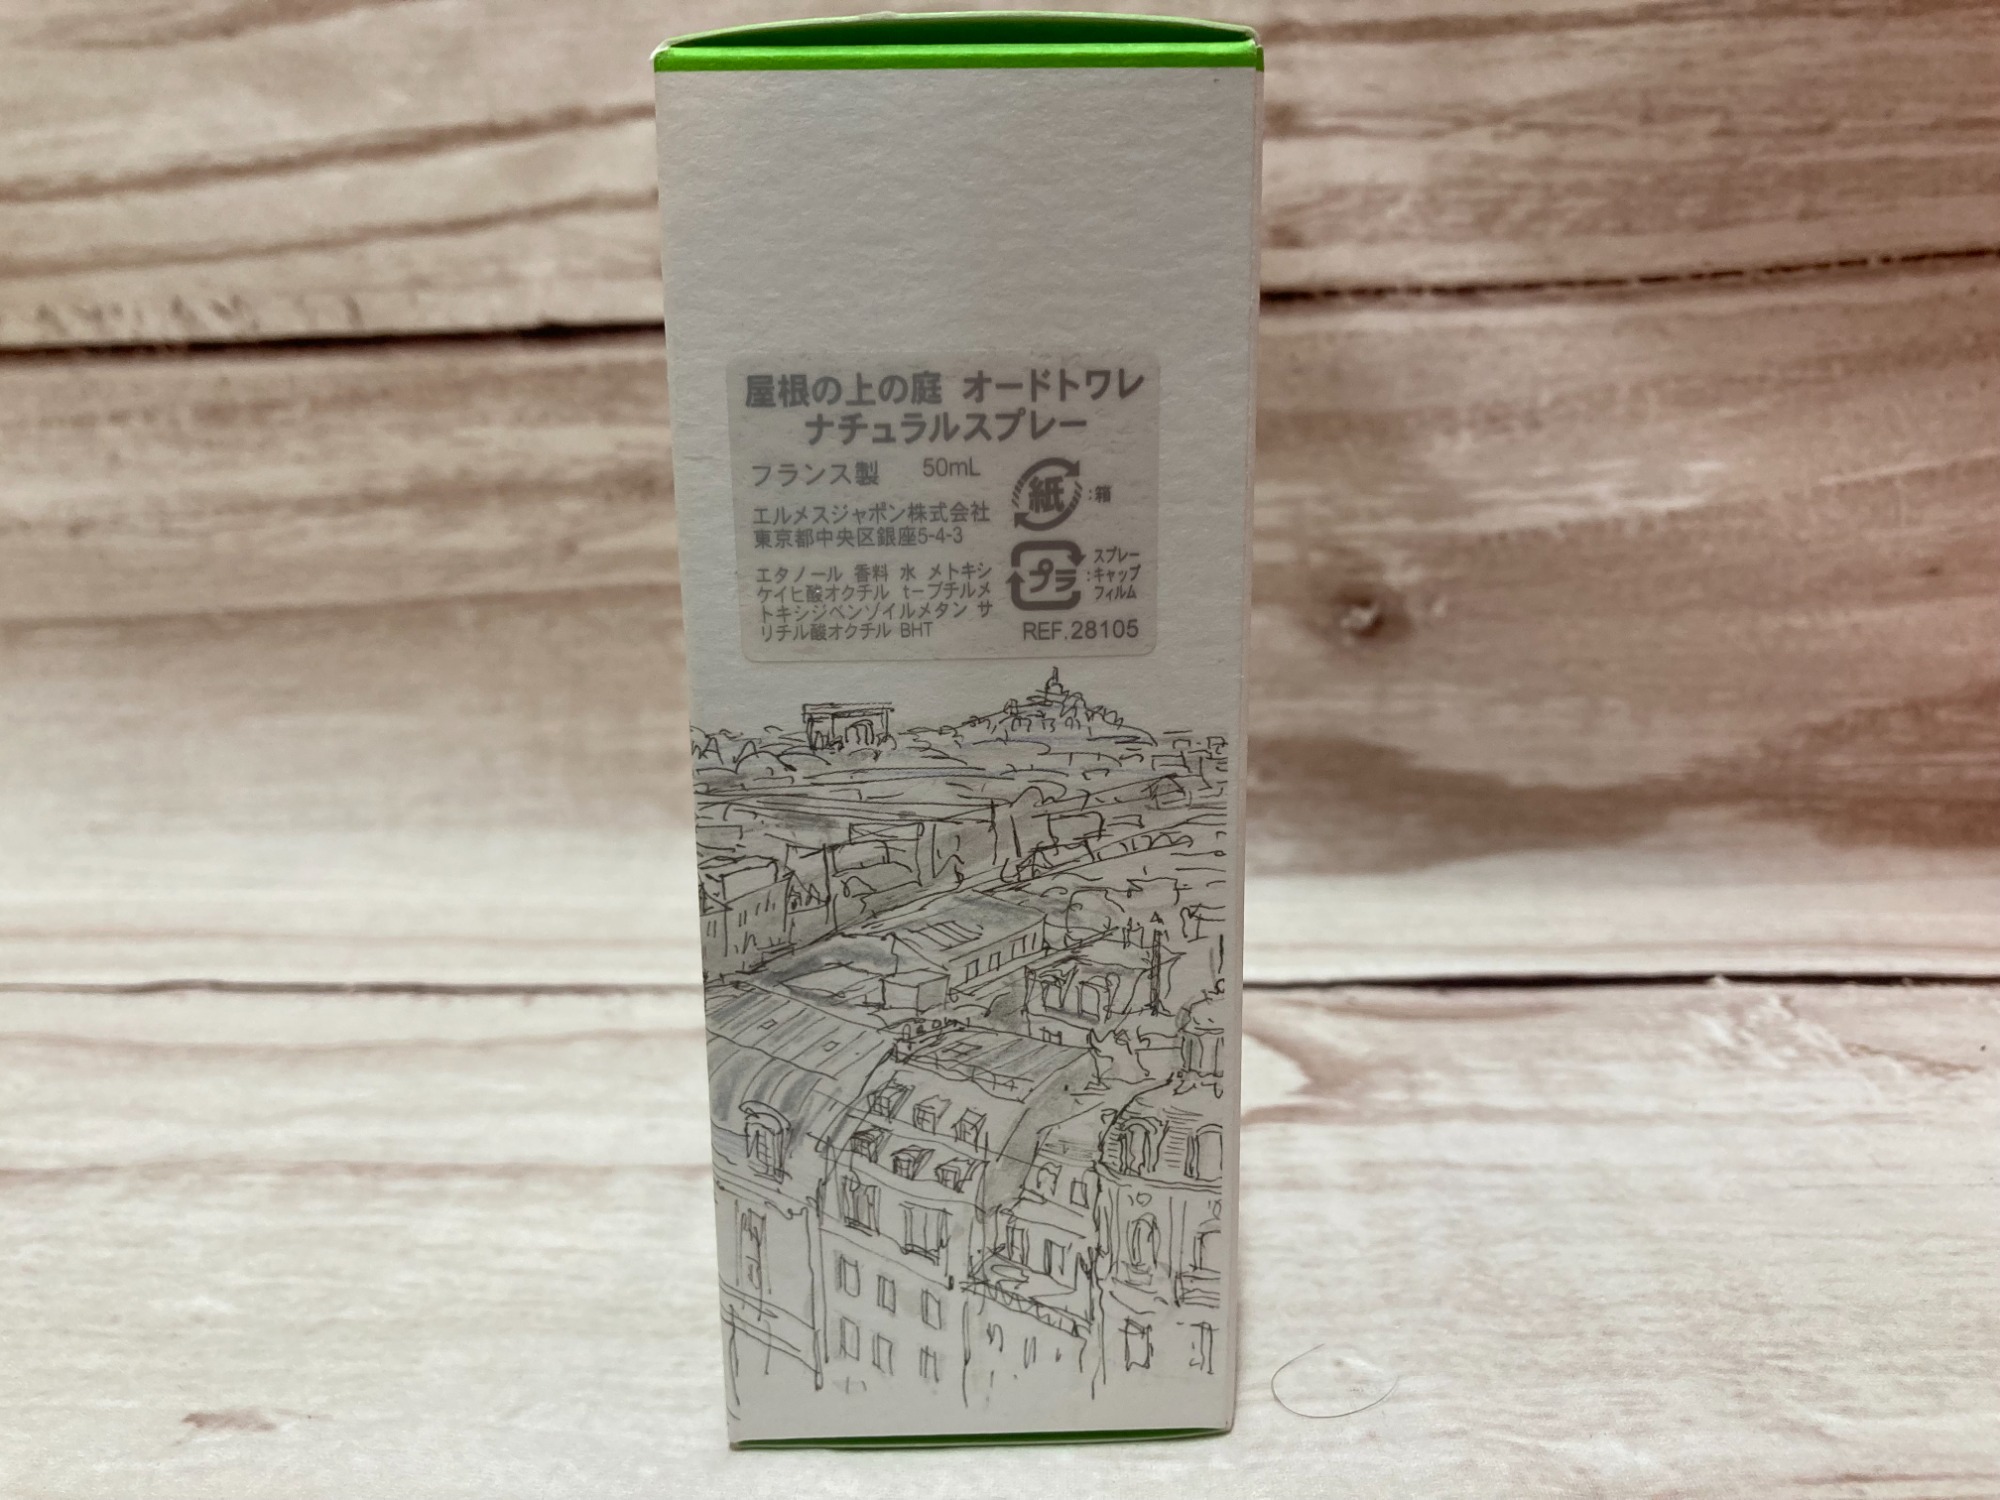 屋根の上の庭 オードトワレ
ナチュラルスプレー
フランス製 50mL
エルメスジャポン株式会社
東京都中央区銀座5-4-3
エタノール 香料 水 メトキシ
ケイヒ酸オクチル t-ブチルメ
トキシジベンゾイルメタン サ
リチル酸オクチル BHT
紙 :箱
プラ :スプレー
キャップ
フィルム
REF.28105